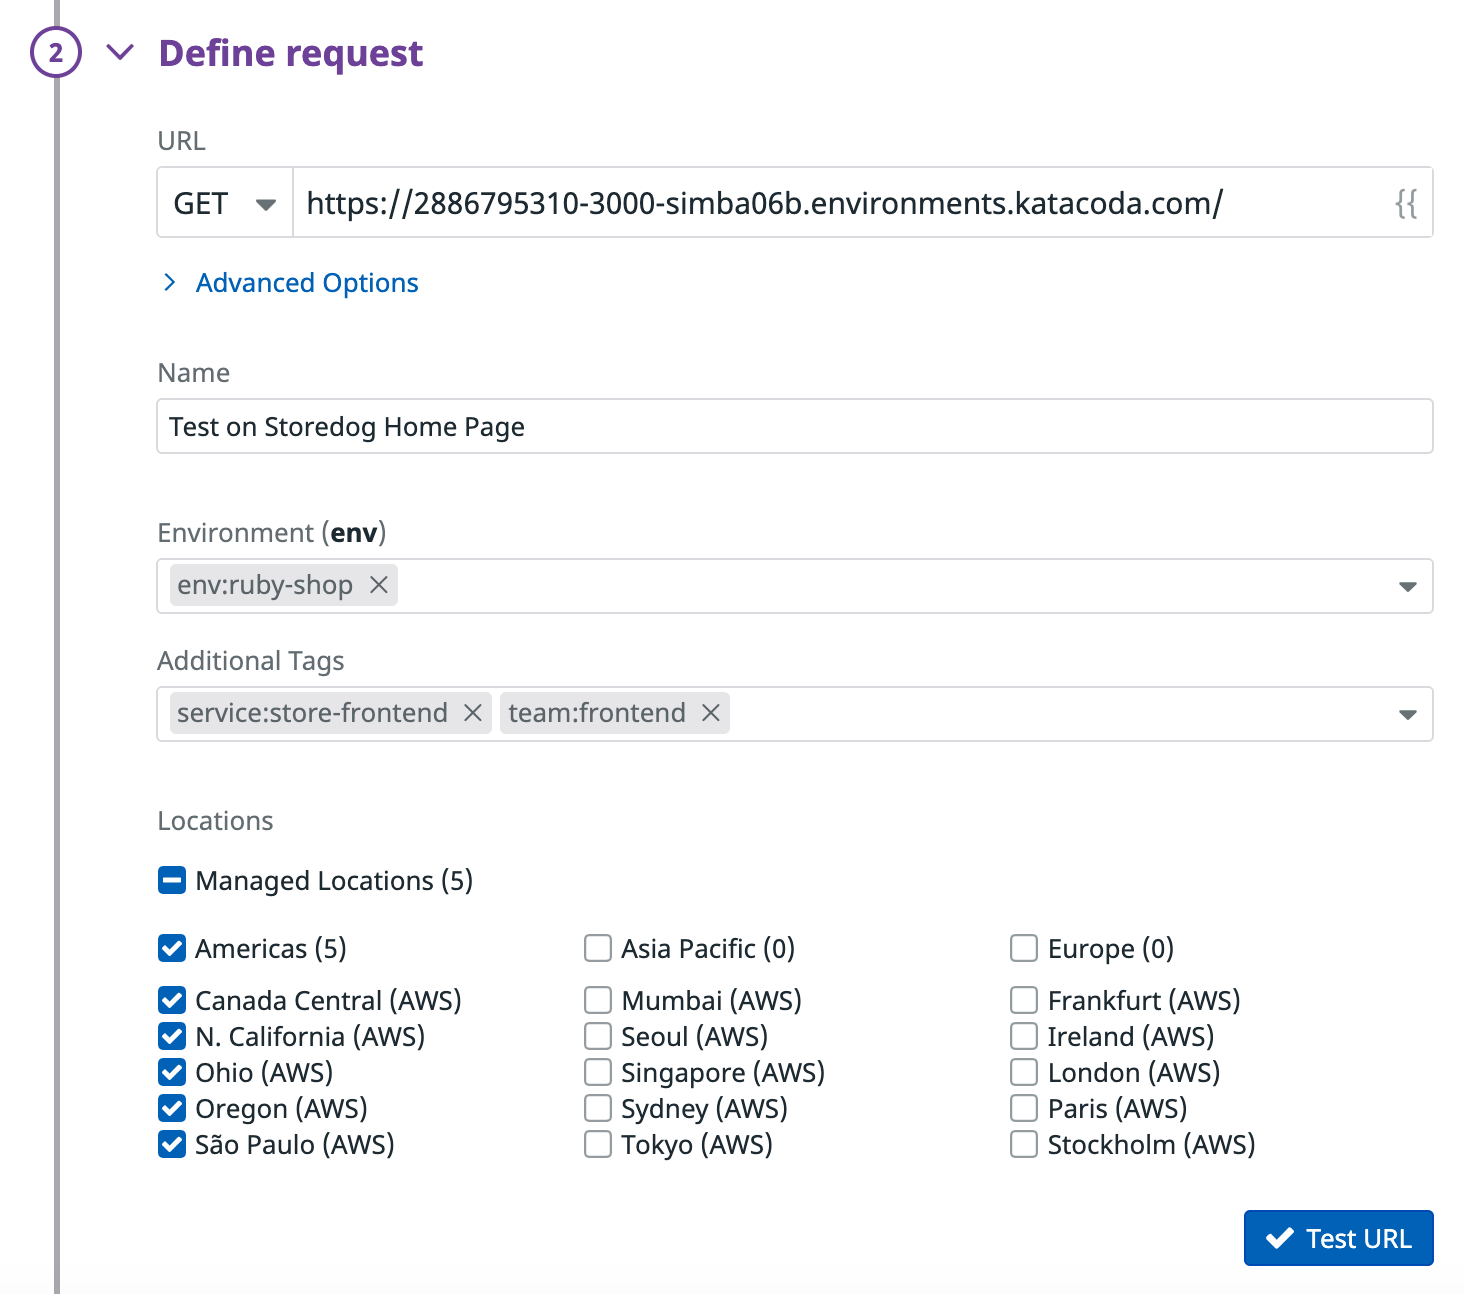 2 Define request
URL
GET https://2886795310-3000-simba06b.environments.katacoda.com/ {{
Advanced Options
Name
Test on Storedog Home Page
Environment (env)
env:ruby-shop
Additional Tags
service:store-frontend team:frontend
Locations
Managed Locations (5)
Americas (5) Asia Pacific (0) Europe (0)
Canada Central (AWS) Mumbai (AWS) Frankfurt (AWS)
N. California (AWS) Seoul (AWS) Ireland (AWS)
Ohio (AWS) Singapore (AWS) London (AWS)
Oregon (AWS) Sydney (AWS) Paris (AWS)
São Paulo (AWS) Tokyo (AWS) Stockholm (AWS)
Test URL